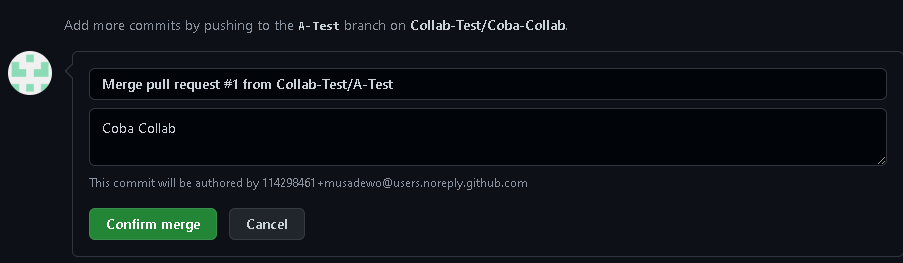 Add more commits by pushing to the A-Test branch on Collab-Test/Coba-Collab.
Merge pull request #1 from Collab-Test/A-Test
Coba Collab
This commit will be authored by 114298461+musadewo@users.noreply.github.com
Confirm merge Cancel